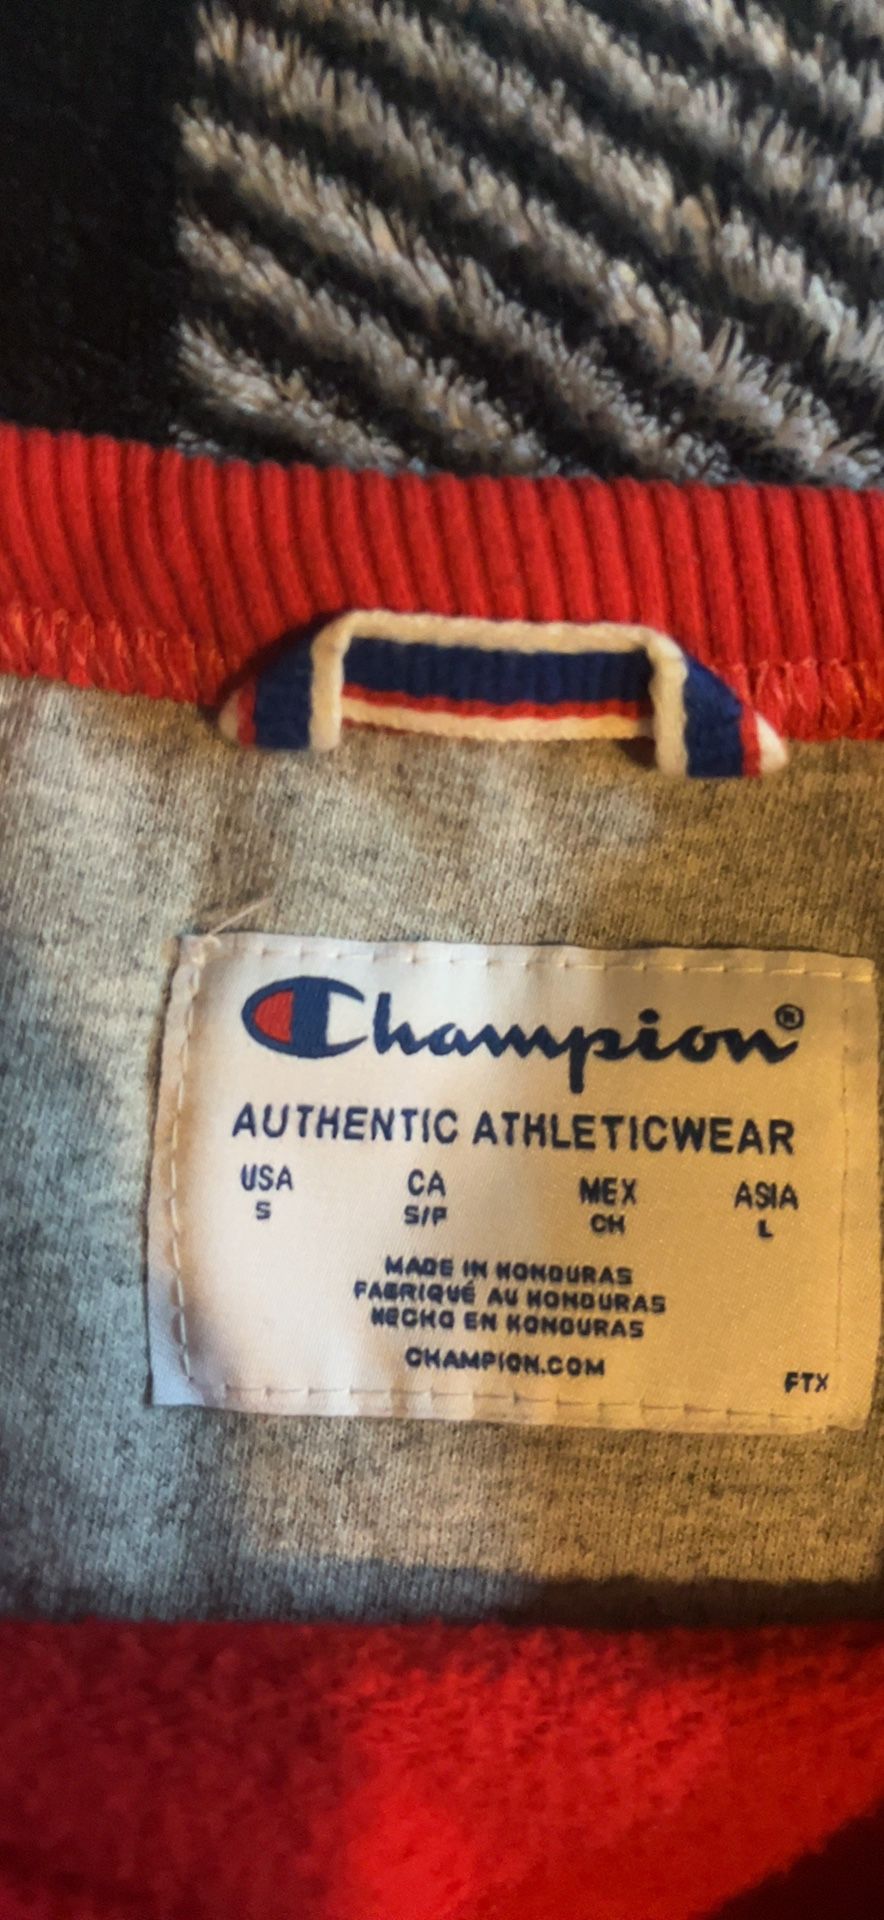 Champion®
AUTHENTIC ATHLETICWEAR
USA CA MEX ASIA
S S/P CH L
MADE IN HONDURAS
FABRIQUÉ AU HONDURAS
HECHO EN HONDURAS
CHAMPION.COM
FTX